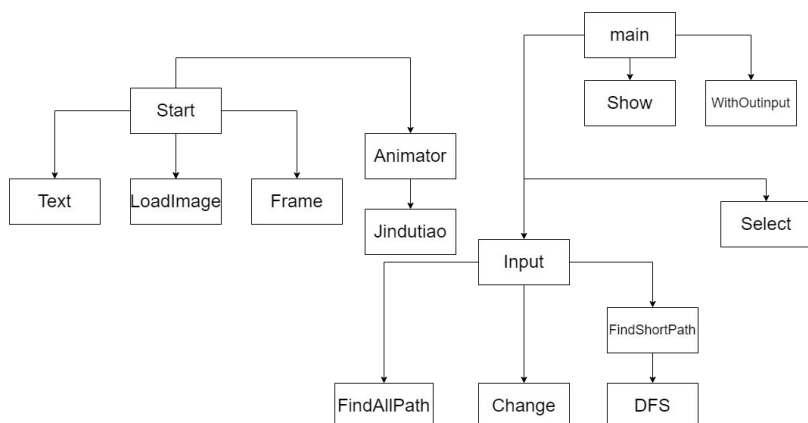 main
Start
Show
WithOutinput
Animator
Text
LoadImage
Frame
Jindutiao
Select
Input
FindShortPath
FindAllPath
Change
DFS